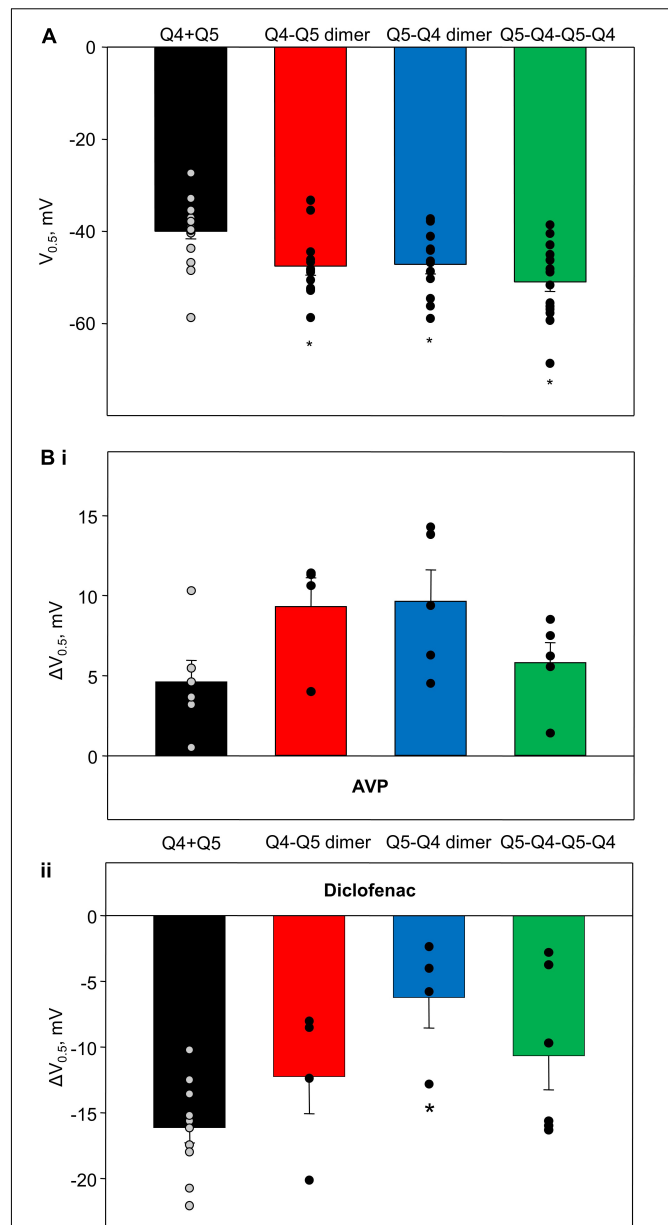 A
Q4+Q5 Q4-Q5 dimer Q5-Q4 dimer Q5-Q4-Q5-Q4
0
-20
-40
-60
V0.5, mV
* * *
B i
15
10
5
0
ΔV0.5, mV
AVP
Q4+Q5 Q4-Q5 dimer Q5-Q4 dimer Q5-Q4-Q5-Q4
ii
Diclofenac
0
-5
-10
-15
-20
ΔV0.5, mV
*